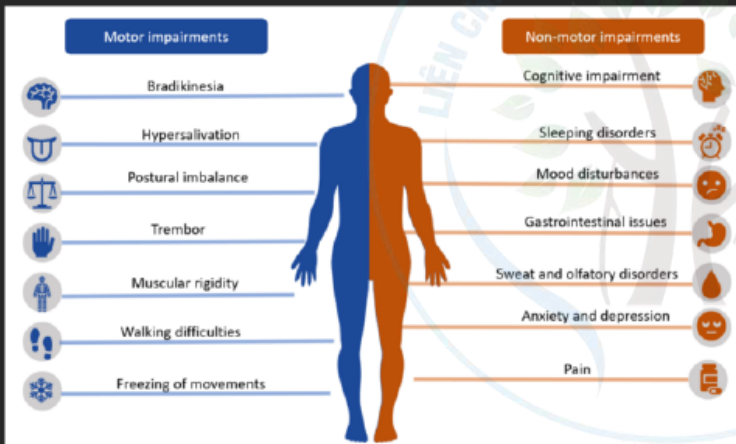 Motor impairments
Non-motor impairments
Bradikinesia
Cognitive impairment
Hypersalivation
Sleeping disorders
Postural imbalance
Mood disturbances
Trembor
Gastrointestinal issues
Muscular rigidity
Sweat and olfatory disorders
Walking difficulties
Anxiety and depression
Freezing of movements
Pain
LIÊN